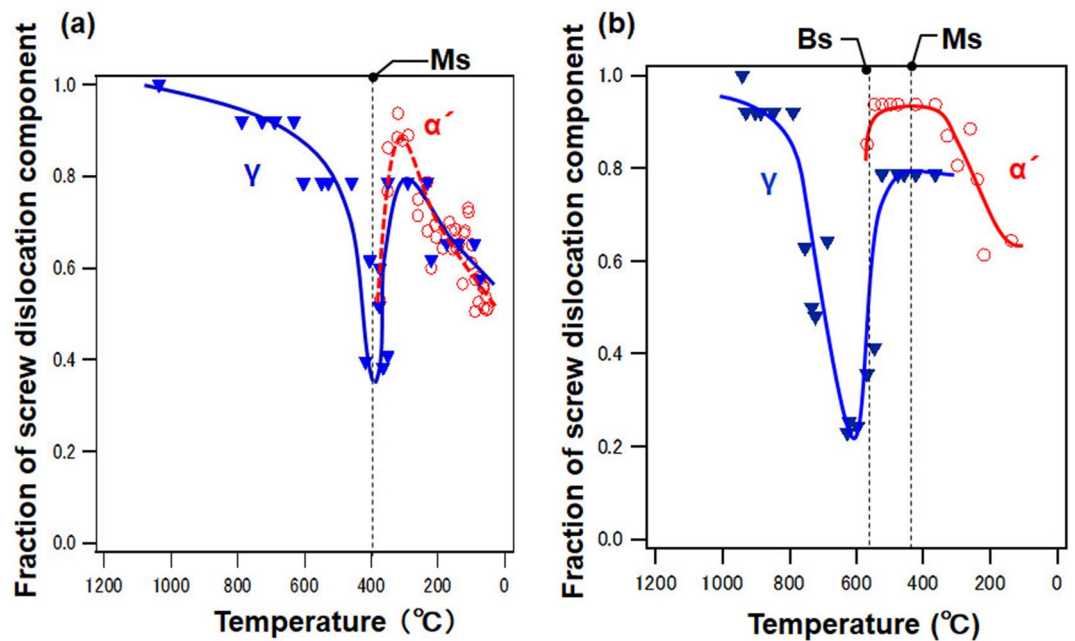 (a)
Ms
Fraction of screw dislocation component
1.0
0.8
0.6
0.4
0.2
0.0
γ
α´
1200 1000 800 600 400 200 0
Temperature (°C)
(b)
Bs Ms
Fraction of screw dislocation component
1.0
0.8
0.6
0.4
0.2
0.0
γ
α´
1200 1000 800 600 400 200 0
Temperature (°C)